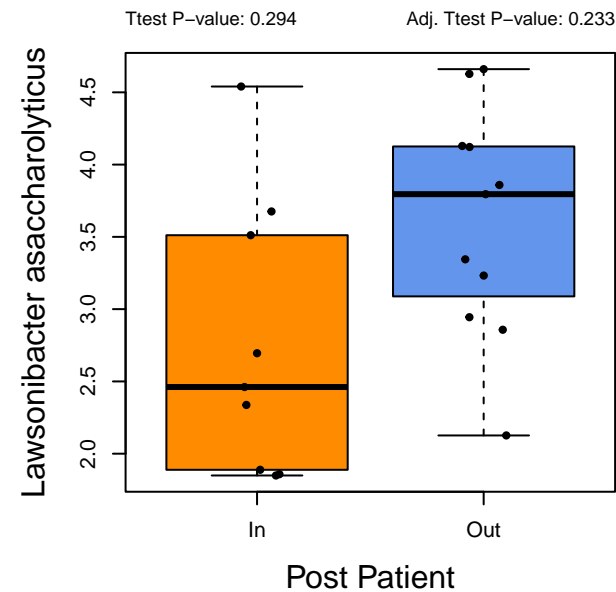 Ttest P−value: 0.294
Adj. Ttest P−value: 0.233
Lawsonibacter asaccharolyticus
4.5
4.0
3.5
3.0
2.5
2.0
In
Out
Post Patient